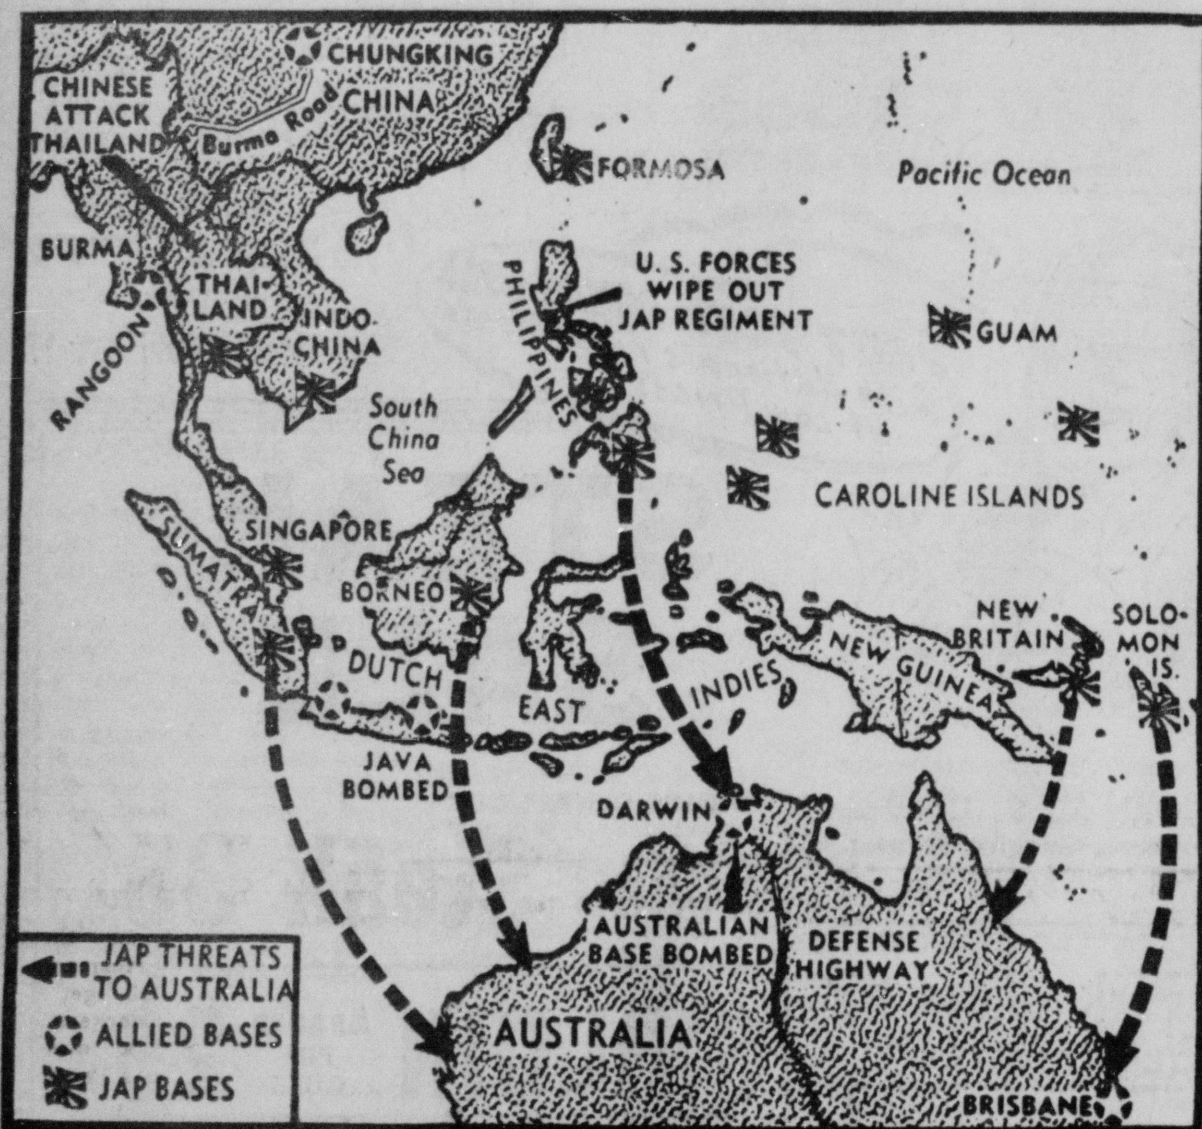 CHUNGKING
CHINESE
ATTACK
THAILAND
CHINA
Burma Road
FORMOSA
Pacific Ocean
BURMA
THAI-
LAND
PHILIPPINES
U. S. FORCES
WIPE OUT
JAP REGIMENT
INDO-
CHINA
GUAM
RANGOON
South
China
Sea
CAROLINE ISLANDS
SINGAPORE
SUMATRA
BORNEO
NEW
BRITAIN
SOLO-
MON
IS.
DUTCH
EAST
INDIES
NEW GUINEA
JAVA
BOMBED
DARWIN
AUSTRALIAN
BASE BOMBED
DEFENSE
HIGHWAY
AUSTRALIA
BRISBANE
JAP THREATS
TO AUSTRALIA
ALLIED BASES
JAP BASES